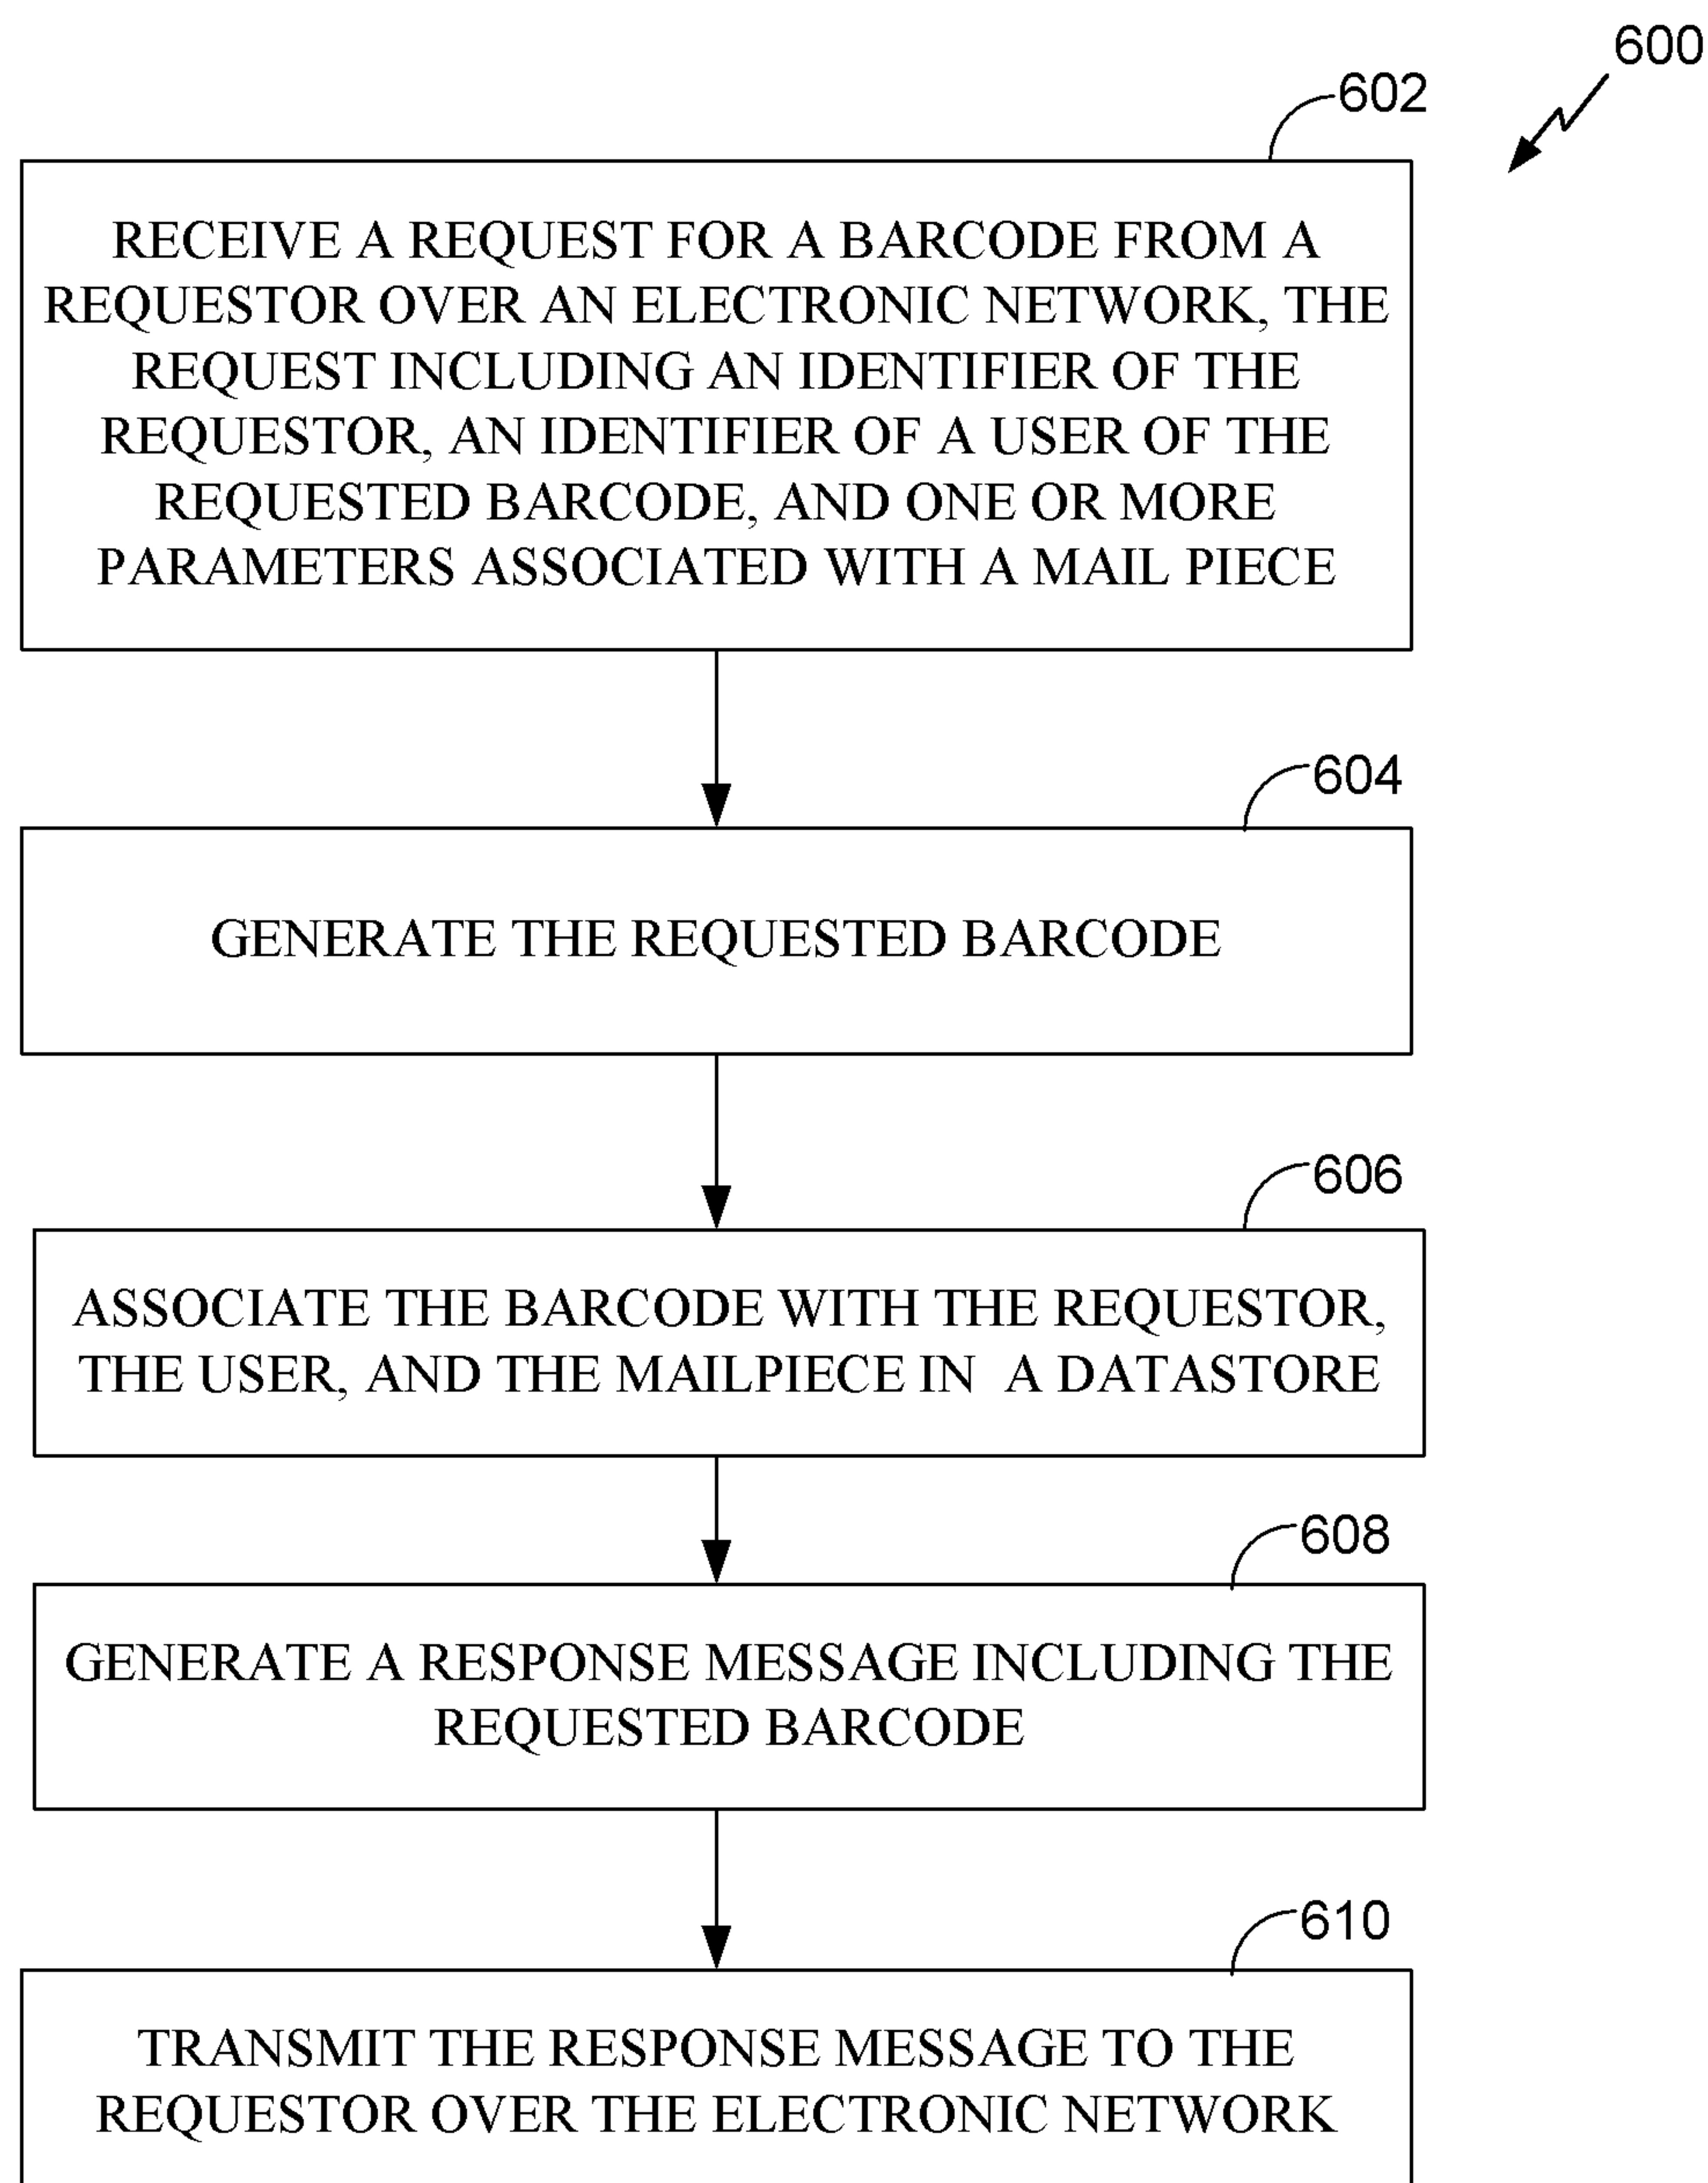 600
602
RECEIVE A REQUEST FOR A BARCODE FROM A
REQUESTOR OVER AN ELECTRONIC NETWORK, THE
REQUEST INCLUDING AN IDENTIFIER OF THE
REQUESTOR, AN IDENTIFIER OF A USER OF THE
REQUESTED BARCODE, AND ONE OR MORE
PARAMETERS ASSOCIATED WITH A MAIL PIECE
604
GENERATE THE REQUESTED BARCODE
606
ASSOCIATE THE BARCODE WITH THE REQUESTOR,
THE USER, AND THE MAILPIECE IN A DATASTORE
608
GENERATE A RESPONSE MESSAGE INCLUDING THE
REQUESTED BARCODE
610
TRANSMIT THE RESPONSE MESSAGE TO THE
REQUESTOR OVER THE ELECTRONIC NETWORK